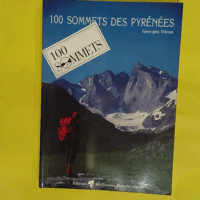 100 SOMMETS DES PYRÉNÉES
Georges Véron
100
SOMMETS